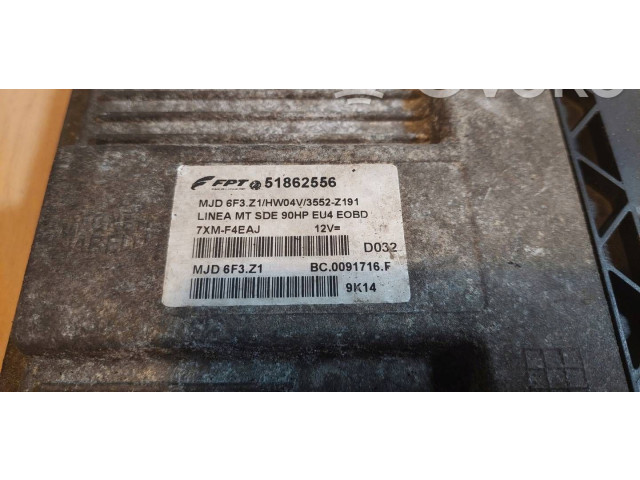 FPT 51862556
MJD 6F3.Z1/HW04V/3552-Z191
LINEA MT SDE 90HP EU4 EOBD
7XM-F4EAJ 12V=
D032
MJD 6F3.Z1 BC.0091716.F
9K14